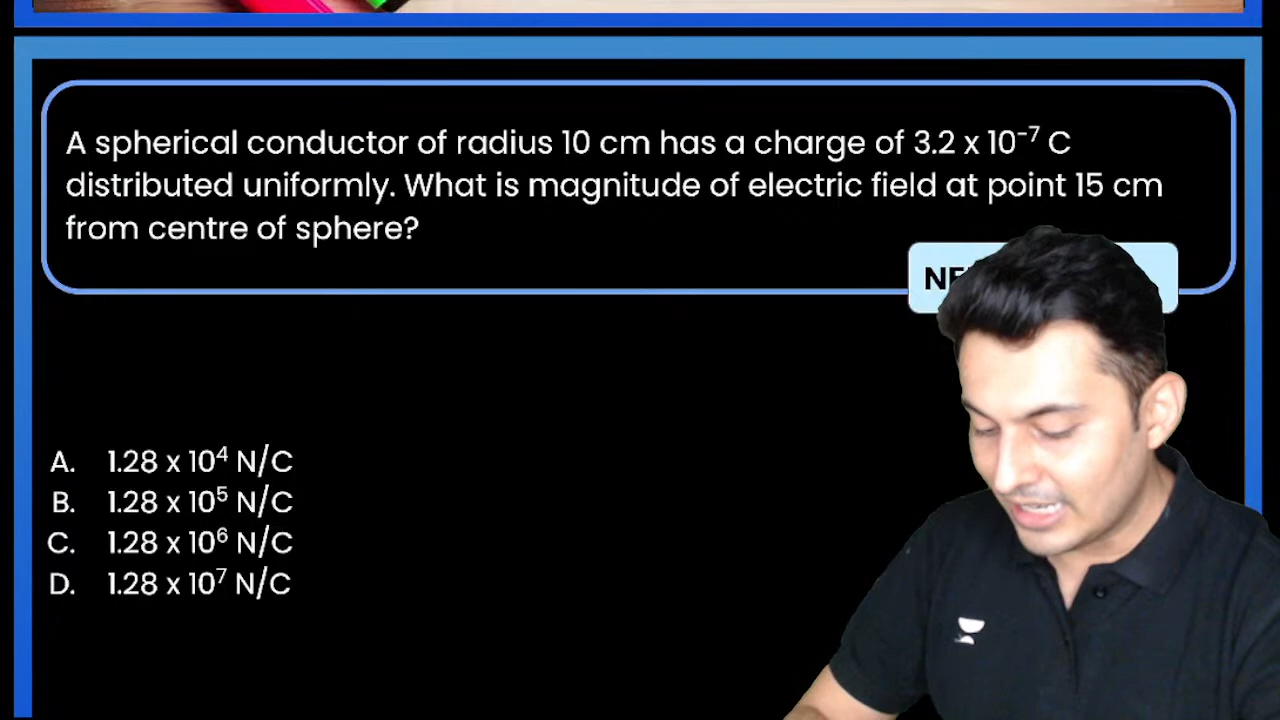 A spherical conductor of radius 10 cm has a charge of 3.2 x 10⁻⁷ C
distributed uniformly. What is magnitude of electric field at point 15 cm
from centre of sphere?
A. 1.28 x 10⁴ N/C
B. 1.28 x 10⁵ N/C
C. 1.28 x 10⁶ N/C
D. 1.28 x 10⁷ N/C